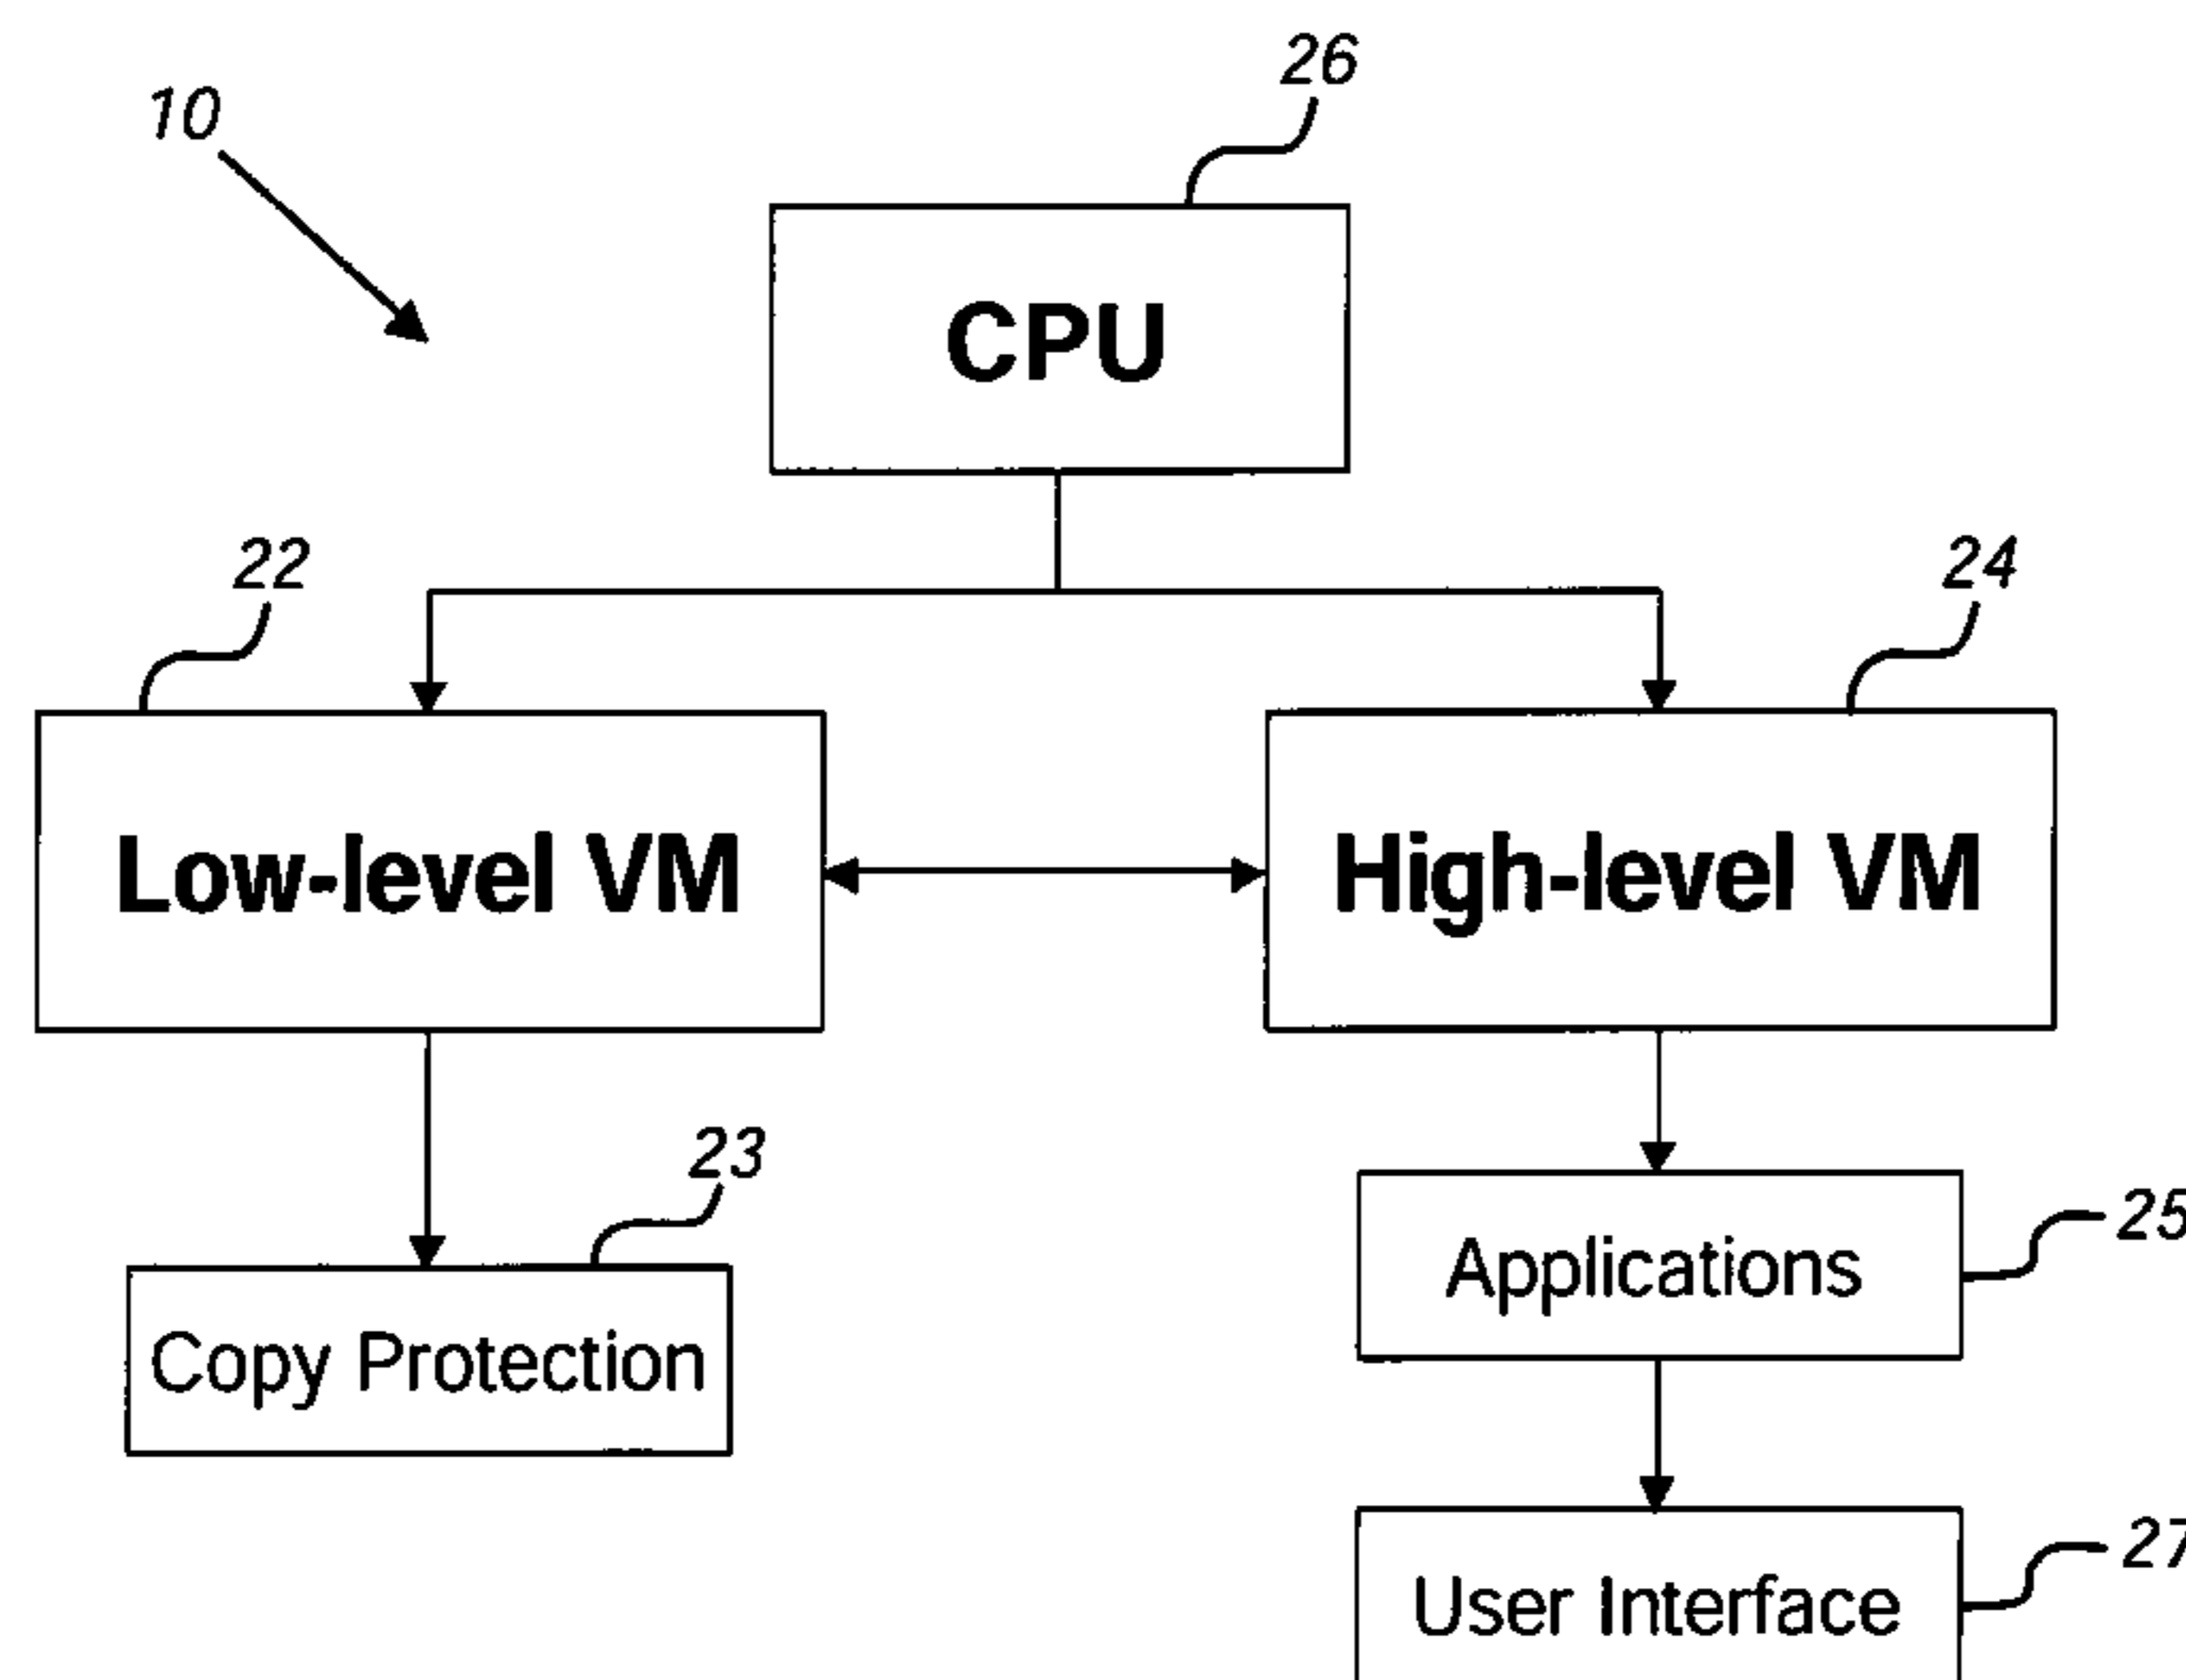 26
10
CPU
22
24
Low-level VM
High-level VM
23
25
Applications
Copy Protection
27
User Interface